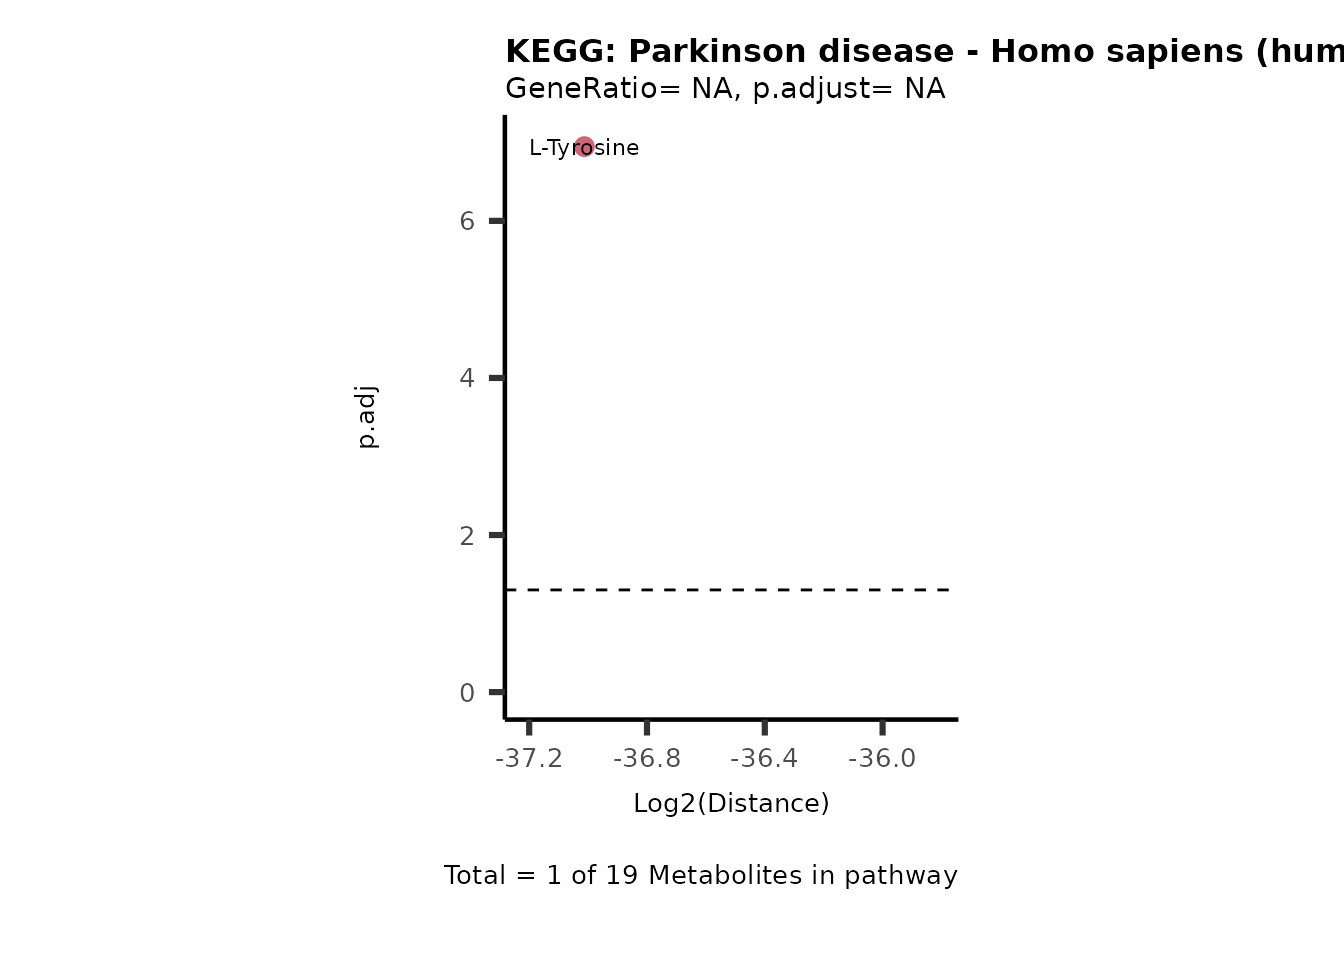 KEGG: Parkinson disease - Homo sapiens (hum
GeneRatio= NA, p.adjust= NA
L-Tyrosine
6
4
p.adj
2
0
-37.2 -36.8 -36.4 -36.0
Log2(Distance)
Total = 1 of 19 Metabolites in pathway